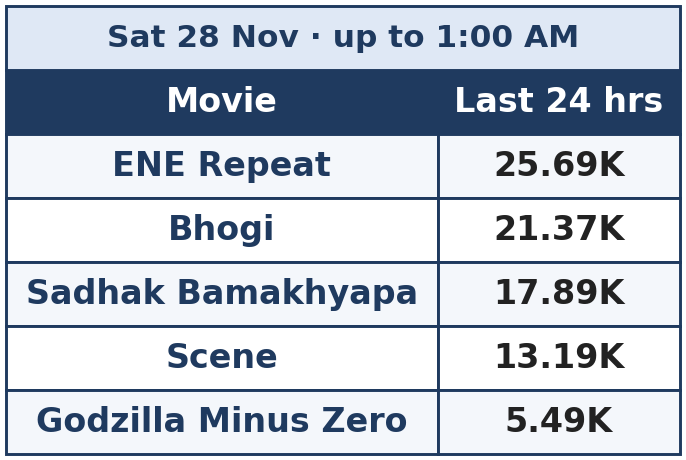 Sat 28 Nov · up to 1:00 AM
Movie Last 24 hrs
ENE Repeat 25.69K
Bhogi 21.37K
Sadhak Bamakhyapa 17.89K
Scene 13.19K
Godzilla Minus Zero 5.49K